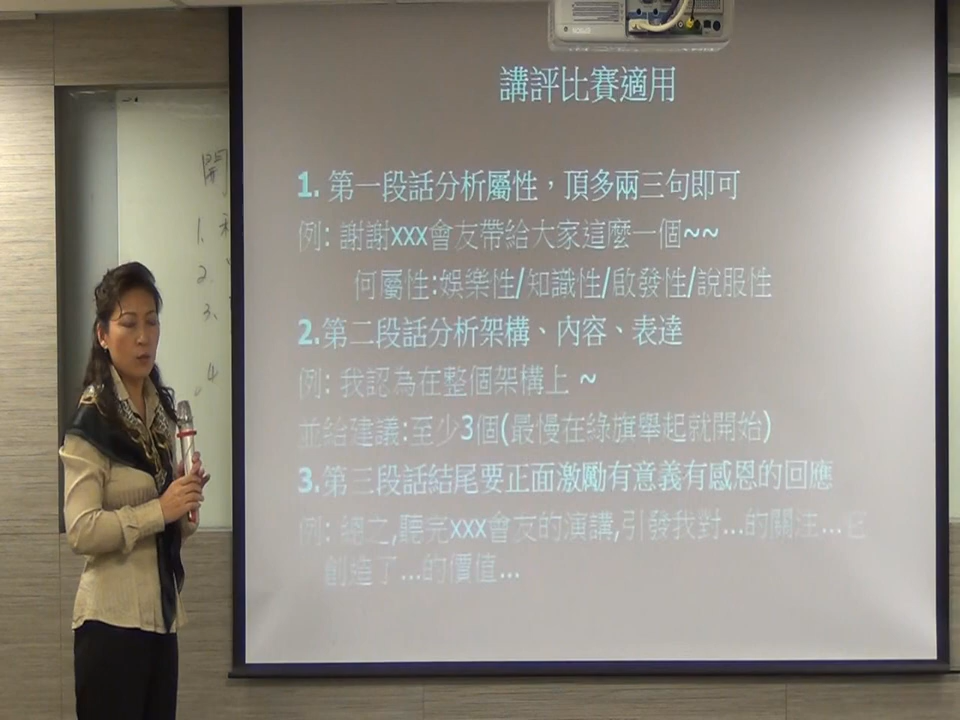 講評比賽適用
1. 第一段話分析屬性，頂多兩三句即可
例: 謝謝xxx會友帶給大家這麼一個~~
何屬性:娛樂性/知識性/啟發性/說服性
2.第二段話分析架構、內容、表達
例: 我認為在整個架構上 ~
並給建議:至少3個(最慢在綠旗舉起就開始)
3.第三段話結尾要正面激勵有意義有感恩的回應
例: 總之,聽完xxx會友的演講,引發我對...的關注...它
創造了...的價值...
開
1.
2.
3.
4